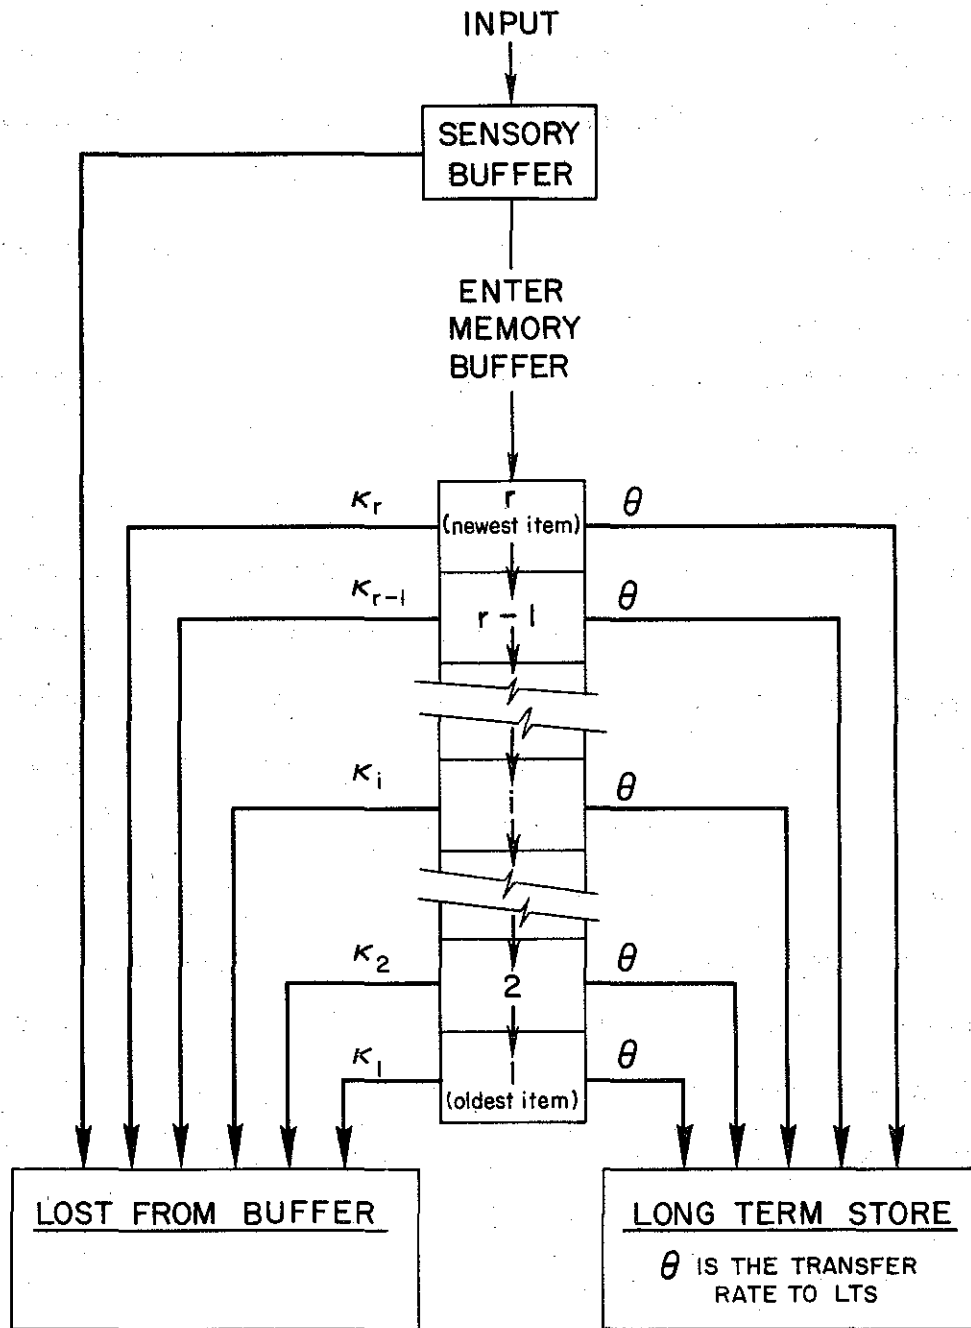 INPUT
SENSORY
BUFFER
ENTER
MEMORY
BUFFER
κr
r
(newest item)
θ
κr-1
r-1
θ
κi
i
θ
κ2
2
θ
κ1
1
(oldest item)
θ
LOST FROM BUFFER
LONG TERM STORE
θ IS THE TRANSFER
RATE TO LTS